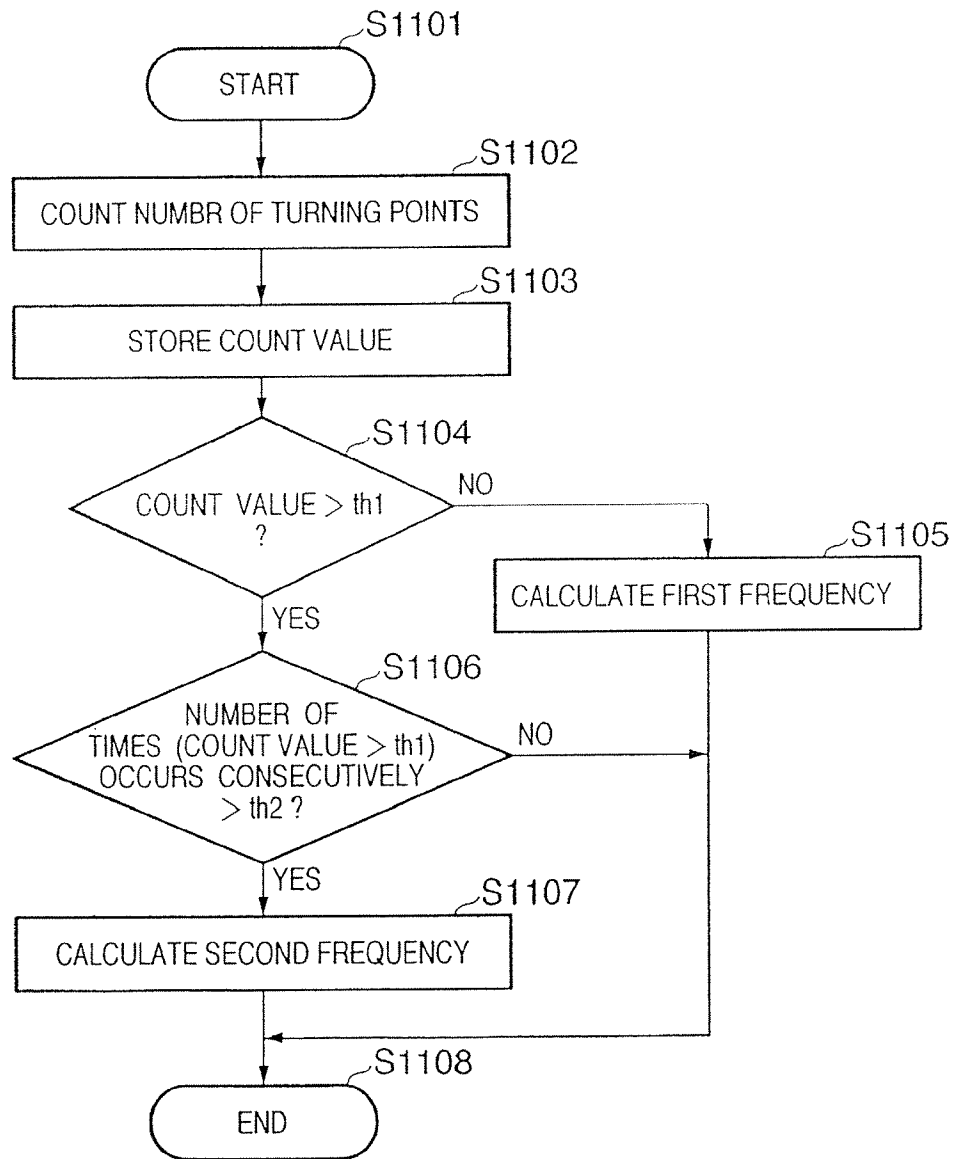 S1101
START
S1102
COUNT NUMBR OF TURNING POINTS
S1103
STORE COUNT VALUE
S1104
COUNT VALUE > th1
?
NO
S1105
CALCULATE FIRST FREQUENCY
YES
S1106
NUMBER OF
TIMES (COUNT VALUE > th1)
OCCURS CONSECUTIVELY
> th2 ?
NO
YES
S1107
CALCULATE SECOND FREQUENCY
S1108
END